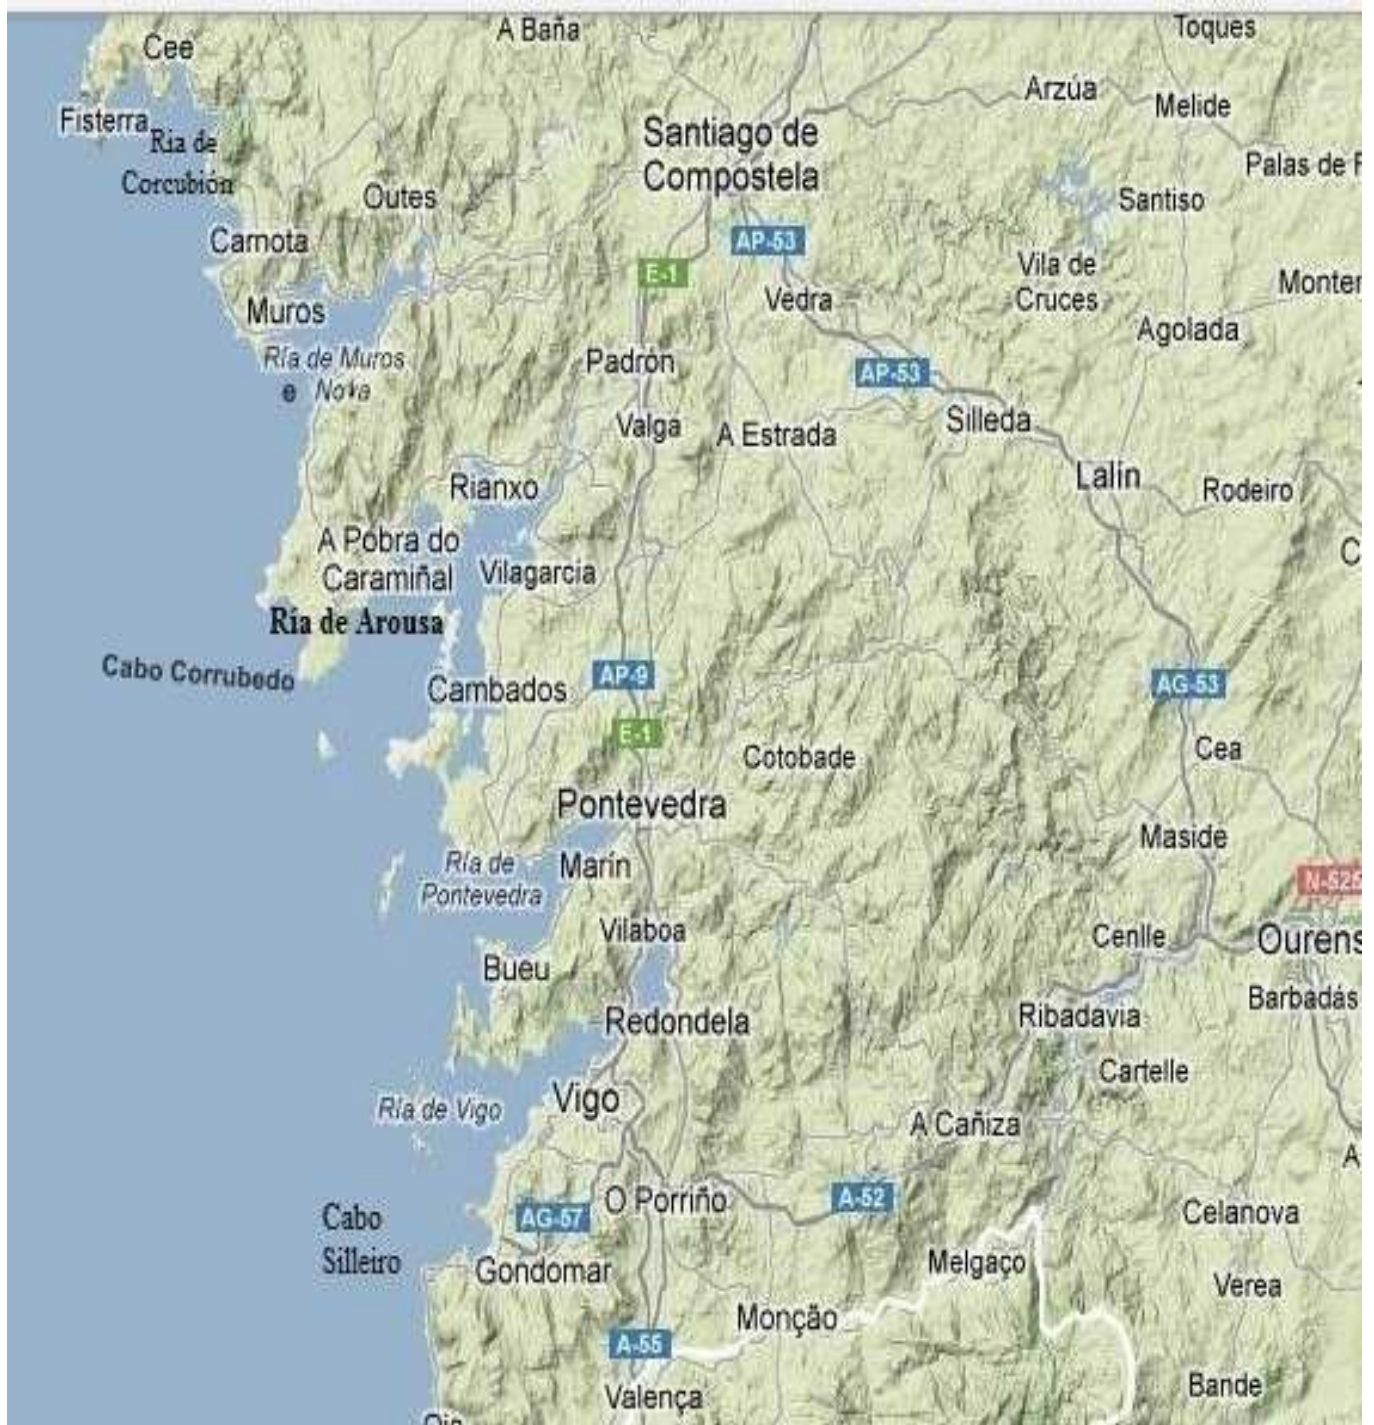 Toques
A Baña
Cee
Arzúa
Melide
Fisterra
Santiago de
Compostela
Ria de
Corcubión
Palas de
Outes
Santiso
Carnota
AP-53
E-1
Vila de
Cruces
Vedra
Muros
Agolada
Ría de Muros
e Noia
Padrón
AP-53
Silleda
Valga
A Estrada
Lalín
Rodeiro
Rianxo
A Pobra do
Caramiñal
Vilagarcia
Ría de Arousa
Cabo Corrubedo
AP-9
Cambados
AG-53
E-1
Cea
Cotobade
Pontevedra
Maside
Ría de
Pontevedra
Marín
N-525
Vilaboa
Cenlle
Ourens
Bueu
Barbadás
Redondela
Ribadavia
Cartelle
Vigo
Ría de Vigo
A Cañiza
A
O Porriño
A-52
AG-57
Cabo
Silleiro
Celanova
Gondomar
Melgaço
Verea
Monção
A-55
Valença
Bande